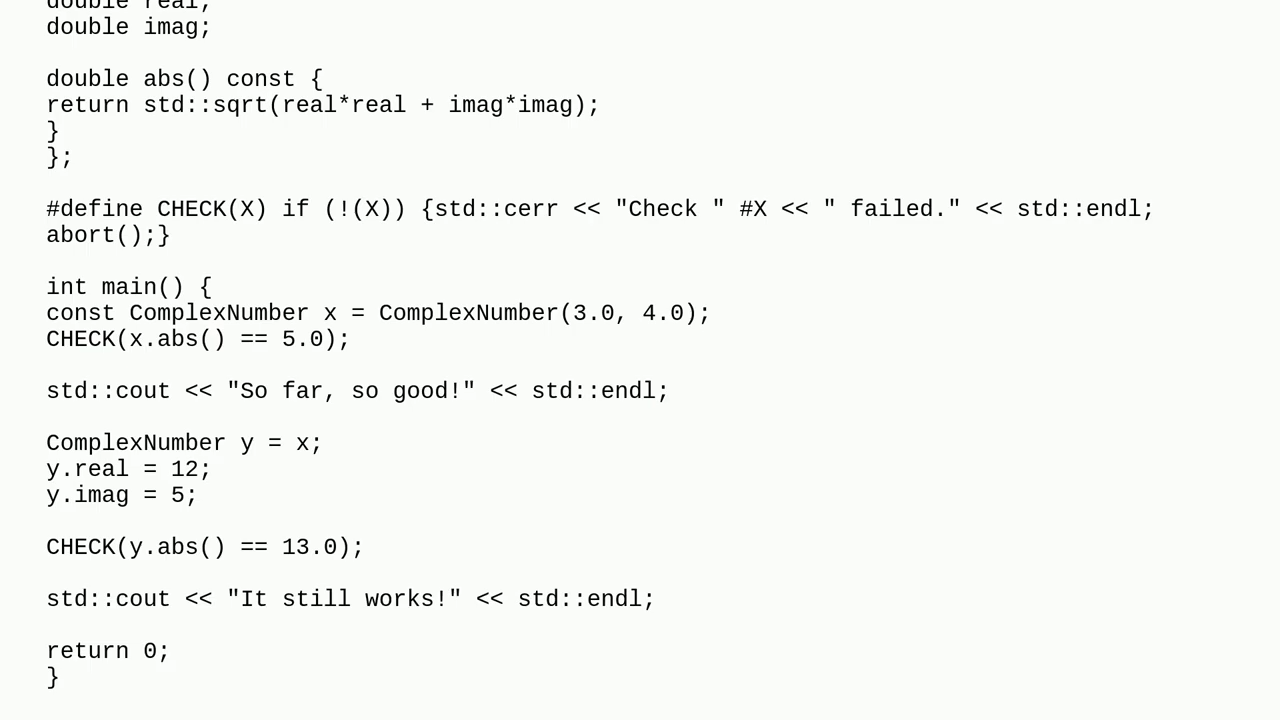 double real;
double imag;
double abs() const {
return std::sqrt(real*real + imag*imag);
}
};
#define CHECK(X) if (!(X)) {std::cerr << "Check " #X << " failed." << std::endl;
abort();}
int main() {
const ComplexNumber x = ComplexNumber(3.0, 4.0);
CHECK(x.abs() == 5.0);
std::cout << "So far, so good!" << std::endl;
ComplexNumber y = x;
y.real = 12;
y.imag = 5;
CHECK(y.abs() == 13.0);
std::cout << "It still works!" << std::endl;
return 0;
}